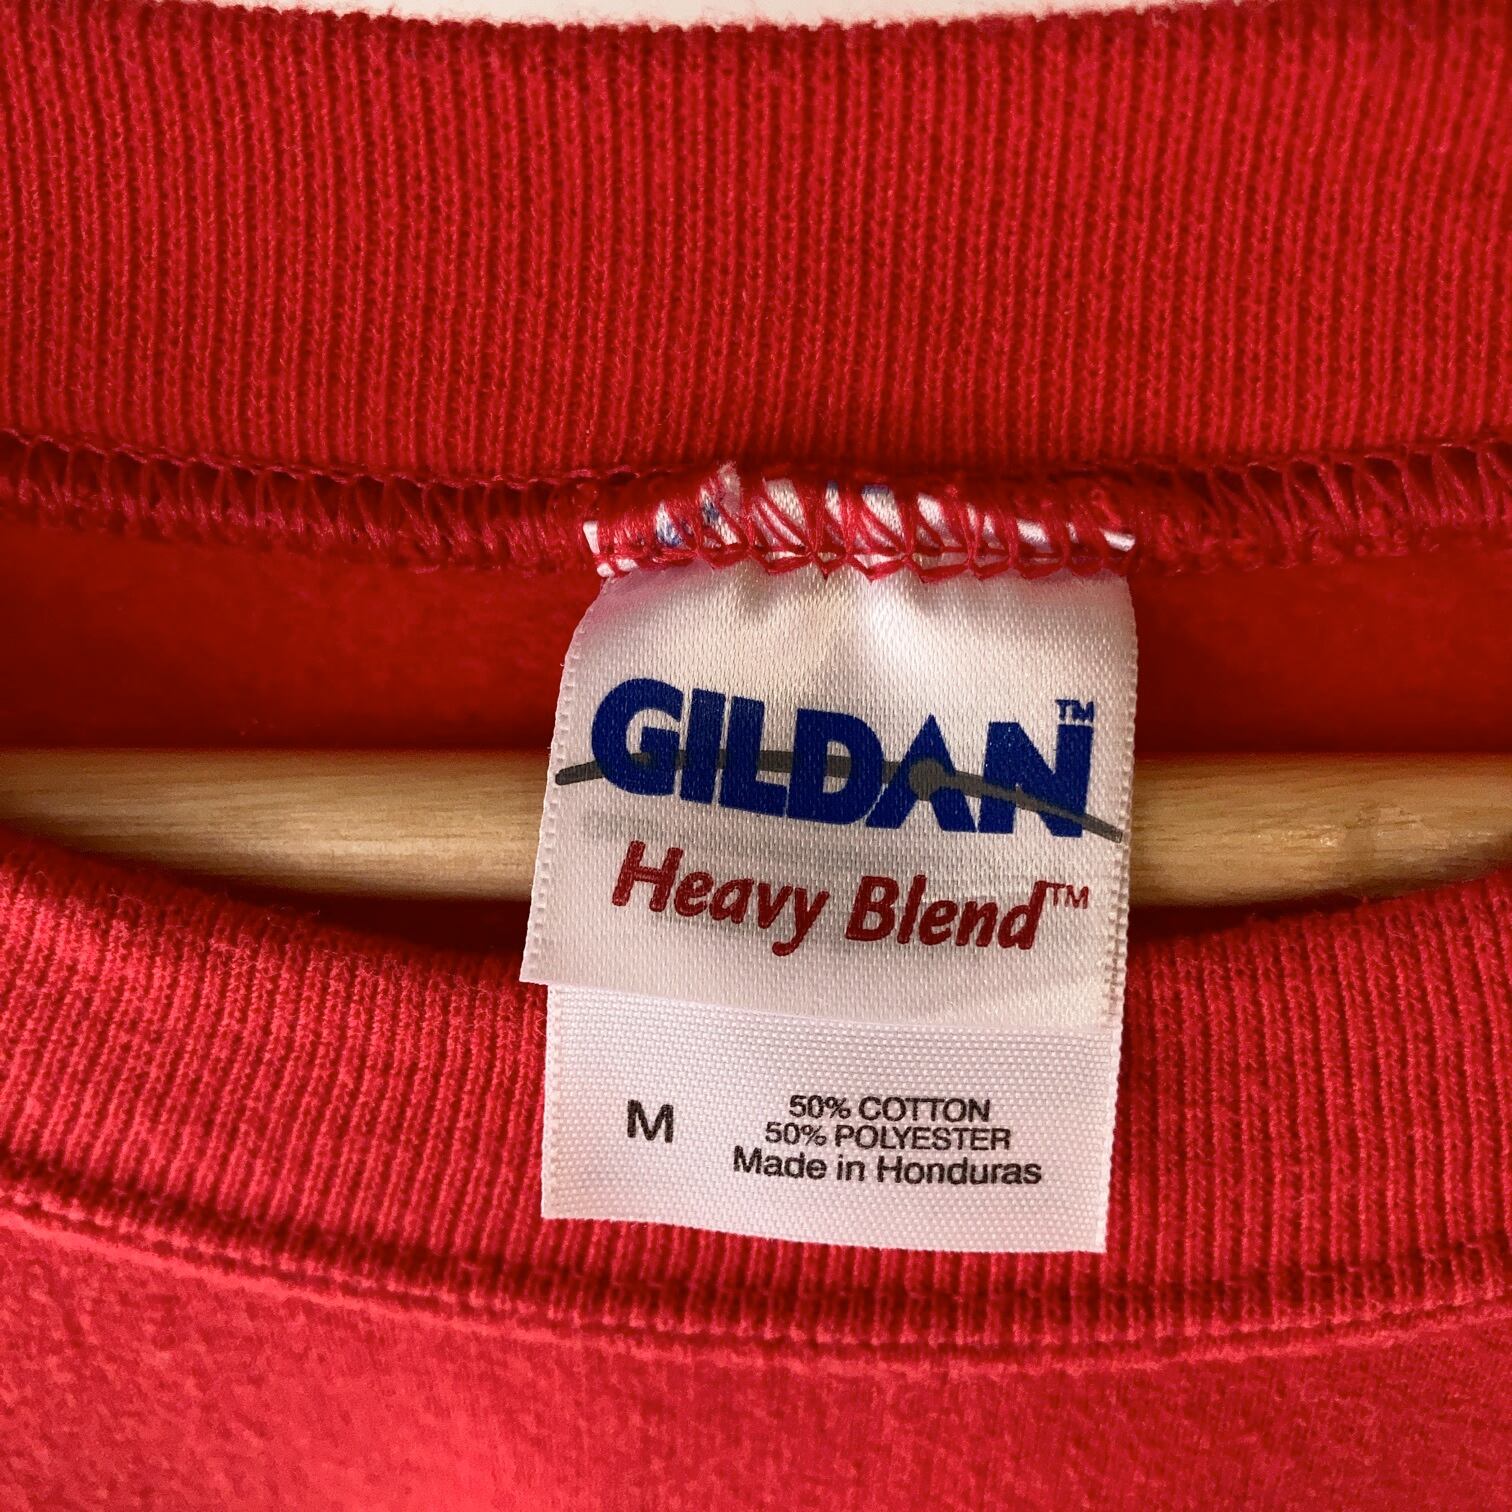 GILDAN™
Heavy Blend™
M
50% COTTON
50% POLYESTER
Made in Honduras